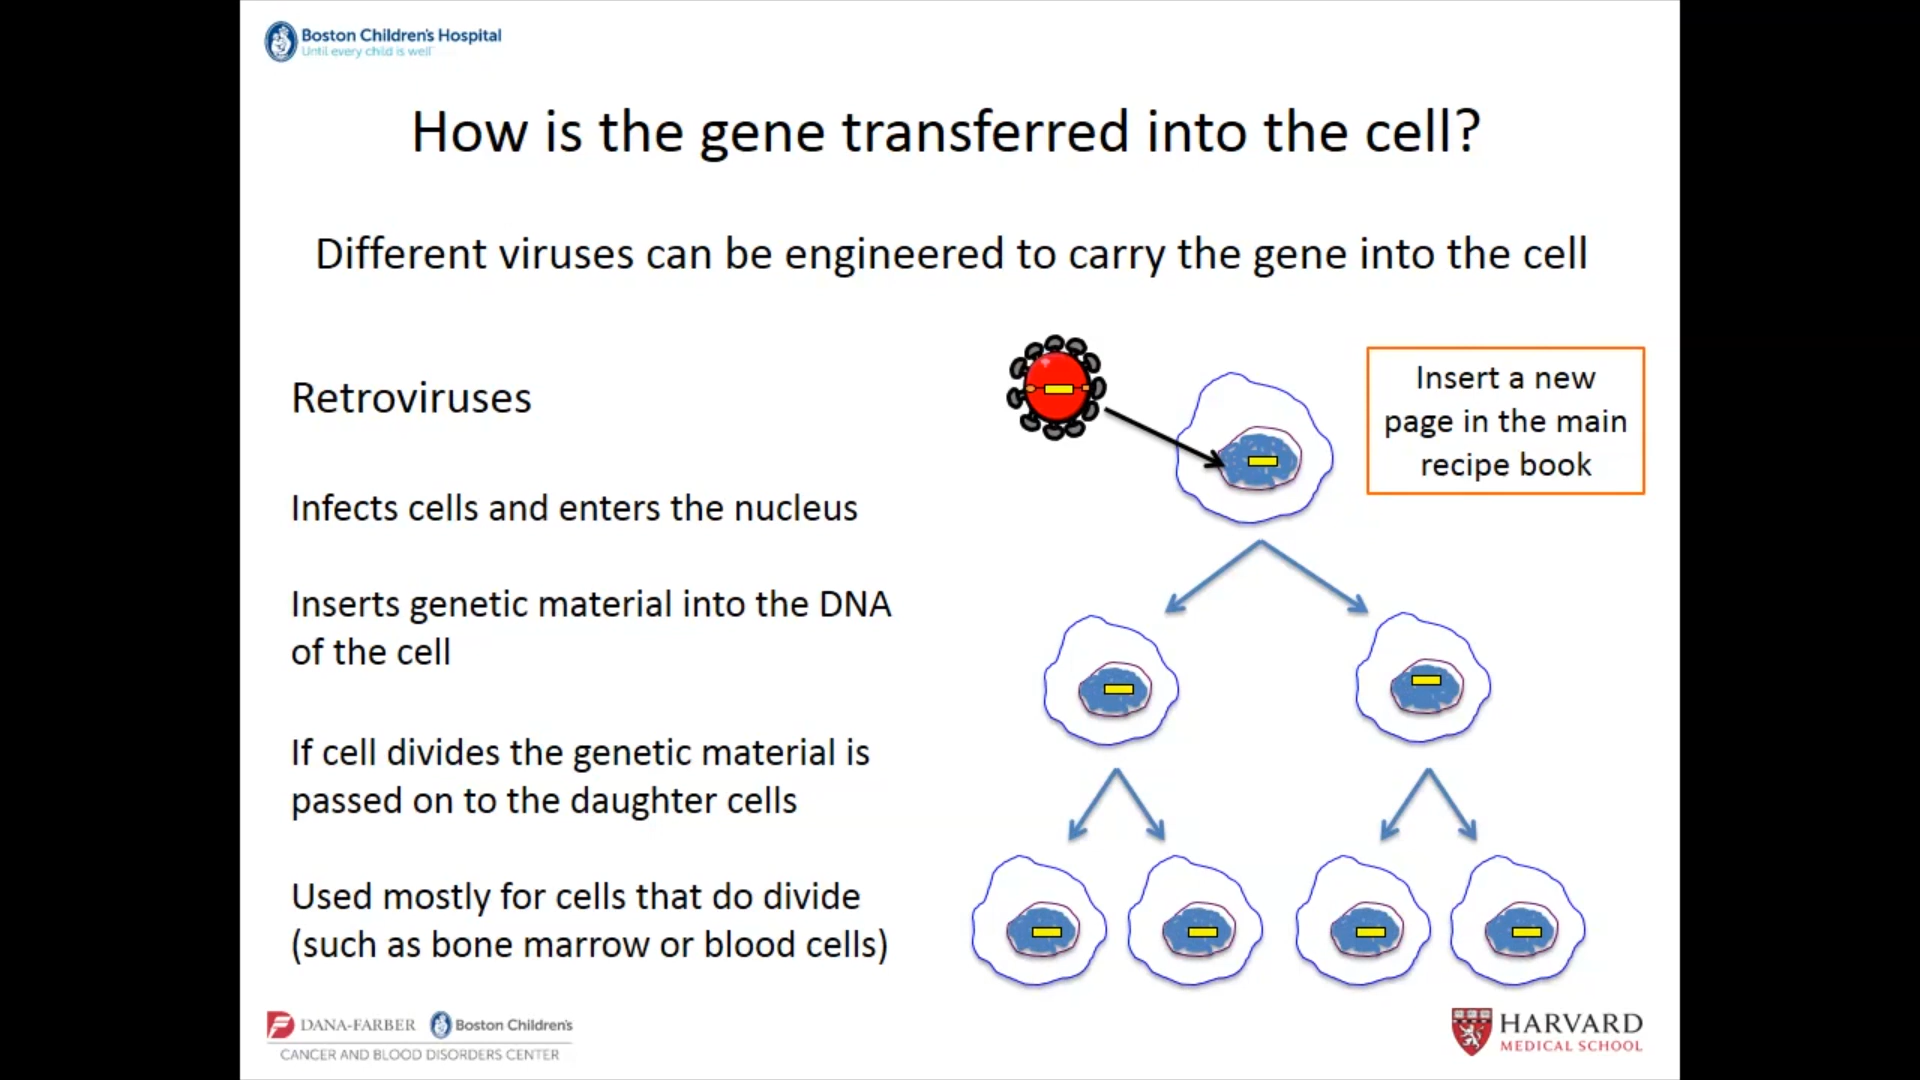 Boston Children's Hospital
Until every child is well
How is the gene transferred into the cell?
Different viruses can be engineered to carry the gene into the cell
Retroviruses
Infects cells and enters the nucleus
Inserts genetic material into the DNA
of the cell
If cell divides the genetic material is
passed on to the daughter cells
Used mostly for cells that do divide
(such as bone marrow or blood cells)
Insert a new
page in the main
recipe book
DANA-FARBER
Boston Children's
CANCER AND BLOOD DISORDERS CENTER
HARVARD
MEDICAL SCHOOL